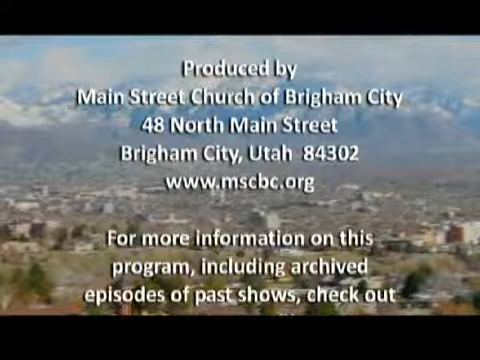 Produced by
Main Street Church of Brigham City
48 North Main Street
Brigham City, Utah  84302
www.mscbc.org
For more information on this
program, including archived
episodes of past shows, check out